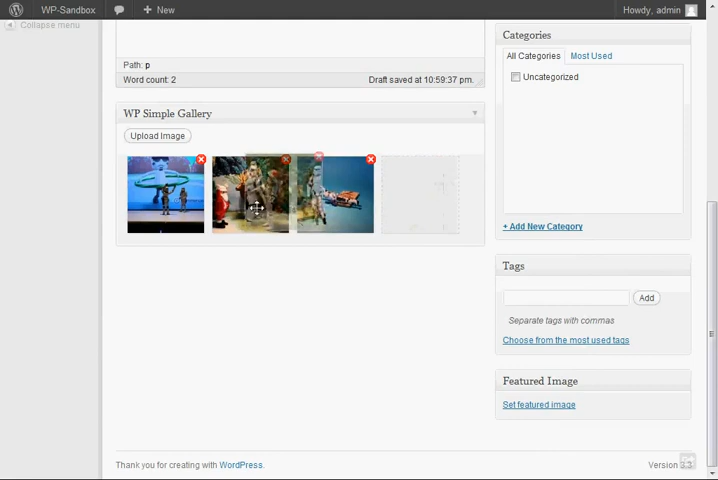 WP-Sandbox
New
Howdy, admin
Collapse menu
Path: p
Word count: 2
Draft saved at 10:59:37 pm.
WP Simple Gallery
Upload Image
Categories
All Categories
Most Used
Uncategorized
+ Add New Category
Tags
Add
Separate tags with commas
Choose from the most used tags
Featured Image
Set featured image
Thank you for creating with WordPress.
Version